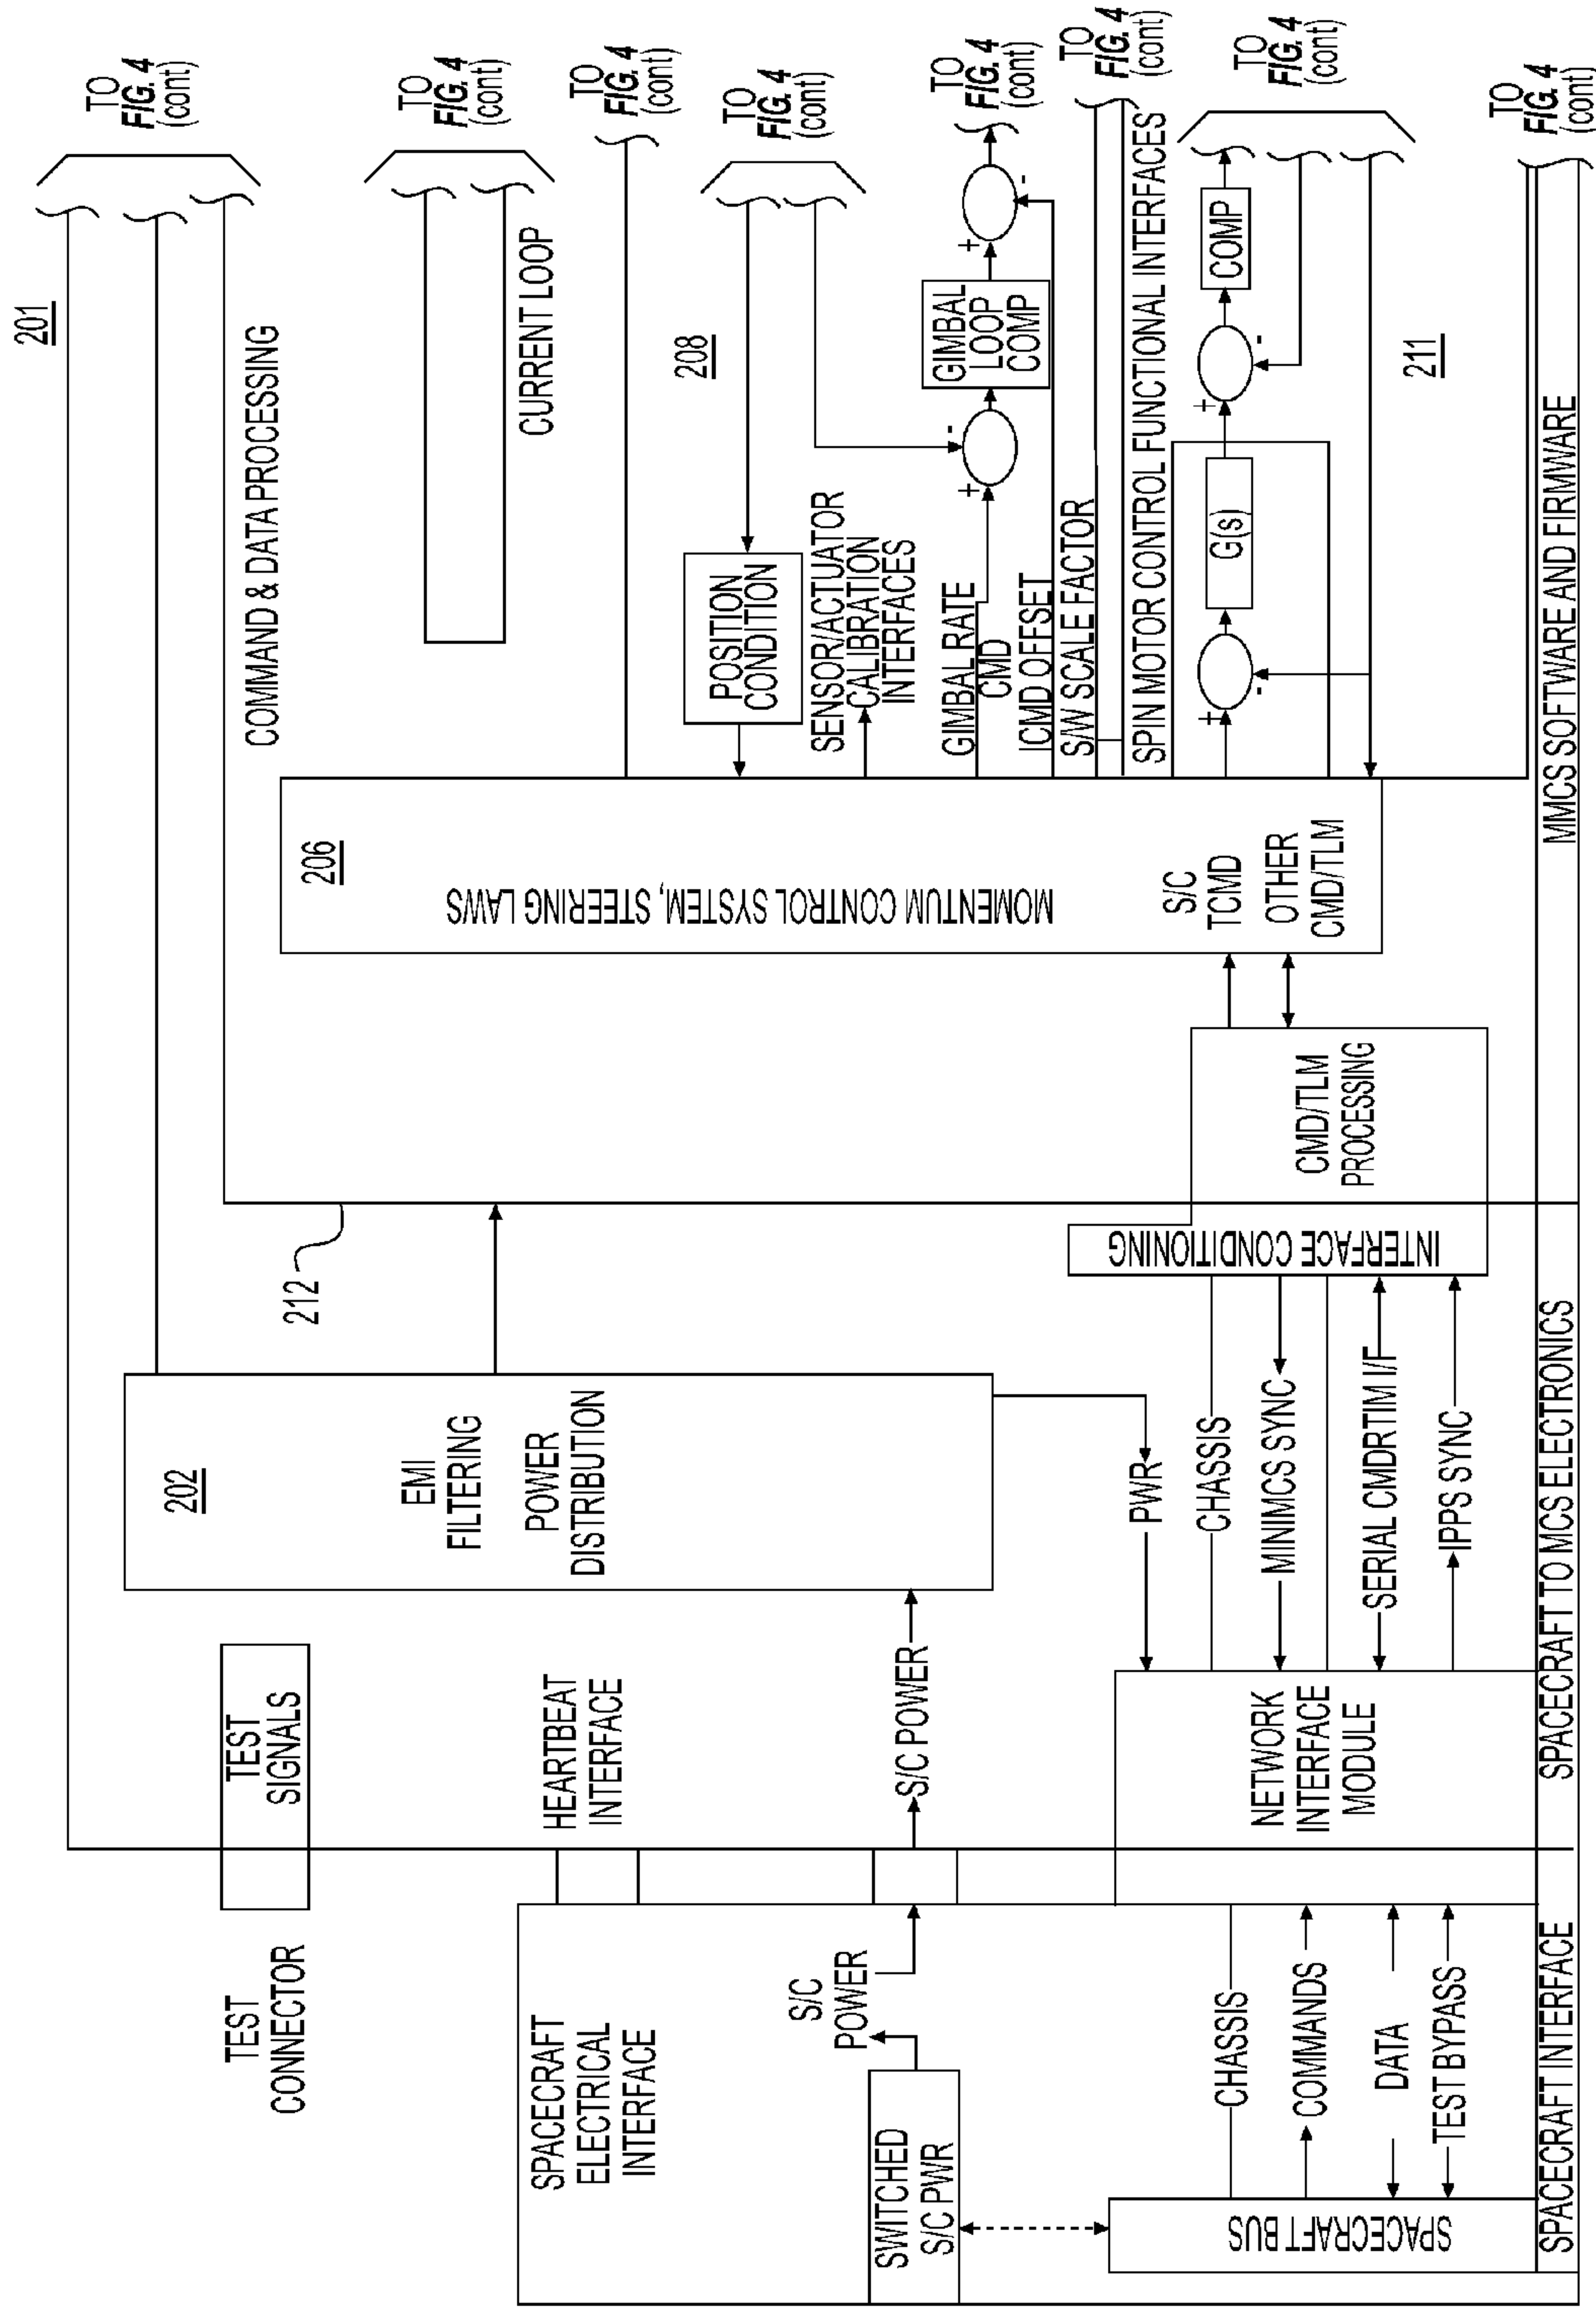 201
TO
FIG. 4
(cont)
COMMAND & DATA PROCESSING
TO
FIG. 4
(cont)
CURRENT LOOP
TO
FIG. 4
(cont)
208
TO
FIG. 4
(cont)
POSITION
CONDITION
SENSOR/ACTUATOR
CALIBRATION
INTERFACES
GIMBAL RATE
CMD
+
-
GIMBAL
LOOP
COMP
+
-
TO
FIG. 4
(cont)
ICMD OFFSET
S/W SCALE FACTOR
TO
FIG. 4
(cont)
SPIN MOTOR CONTROL FUNCTIONAL INTERFACES
+
-
G(s)
+
-
COMP
TO
FIG. 4
(cont)
211
TO
FIG. 4
(cont)
MMCS SOFTWARE AND FIRMWARE
206
MOMENTUM CONTROL SYSTEM, STEERING LAWS
S/C
TCMD
OTHER
CMD/TLM
212
CMD/TLM
PROCESSING
INTERFACE CONDITIONING
202
EMI
FILTERING
POWER
DISTRIBUTION
PWR
CHASSIS
MINIMCS SYNC
SERIAL CMDRTIM I/F
IPPS SYNC
SPACECRAFT TO MCS ELECTRONICS
TEST
SIGNALS
HEARTBEAT
INTERFACE
S/C POWER
NETWORK
INTERFACE
MODULE
TEST
CONNECTOR
SPACECRAFT
ELECTRICAL
INTERFACE
S/C
POWER
SWITCHED
S/C PWR
CHASSIS
COMMANDS
DATA
TEST BYPASS
SPACECRAFT BUS
SPACECRAFT INTERFACE